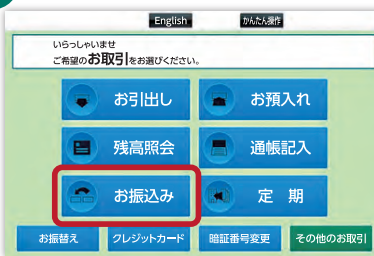 English かんたん操作
いらっしゃいませ
ご希望のお取引をお選びください。
お引出し お預入れ
残高照会 通帳記入
お振込み 定 期
お振替え クレジットカード 暗証番号変更 その他のお取引